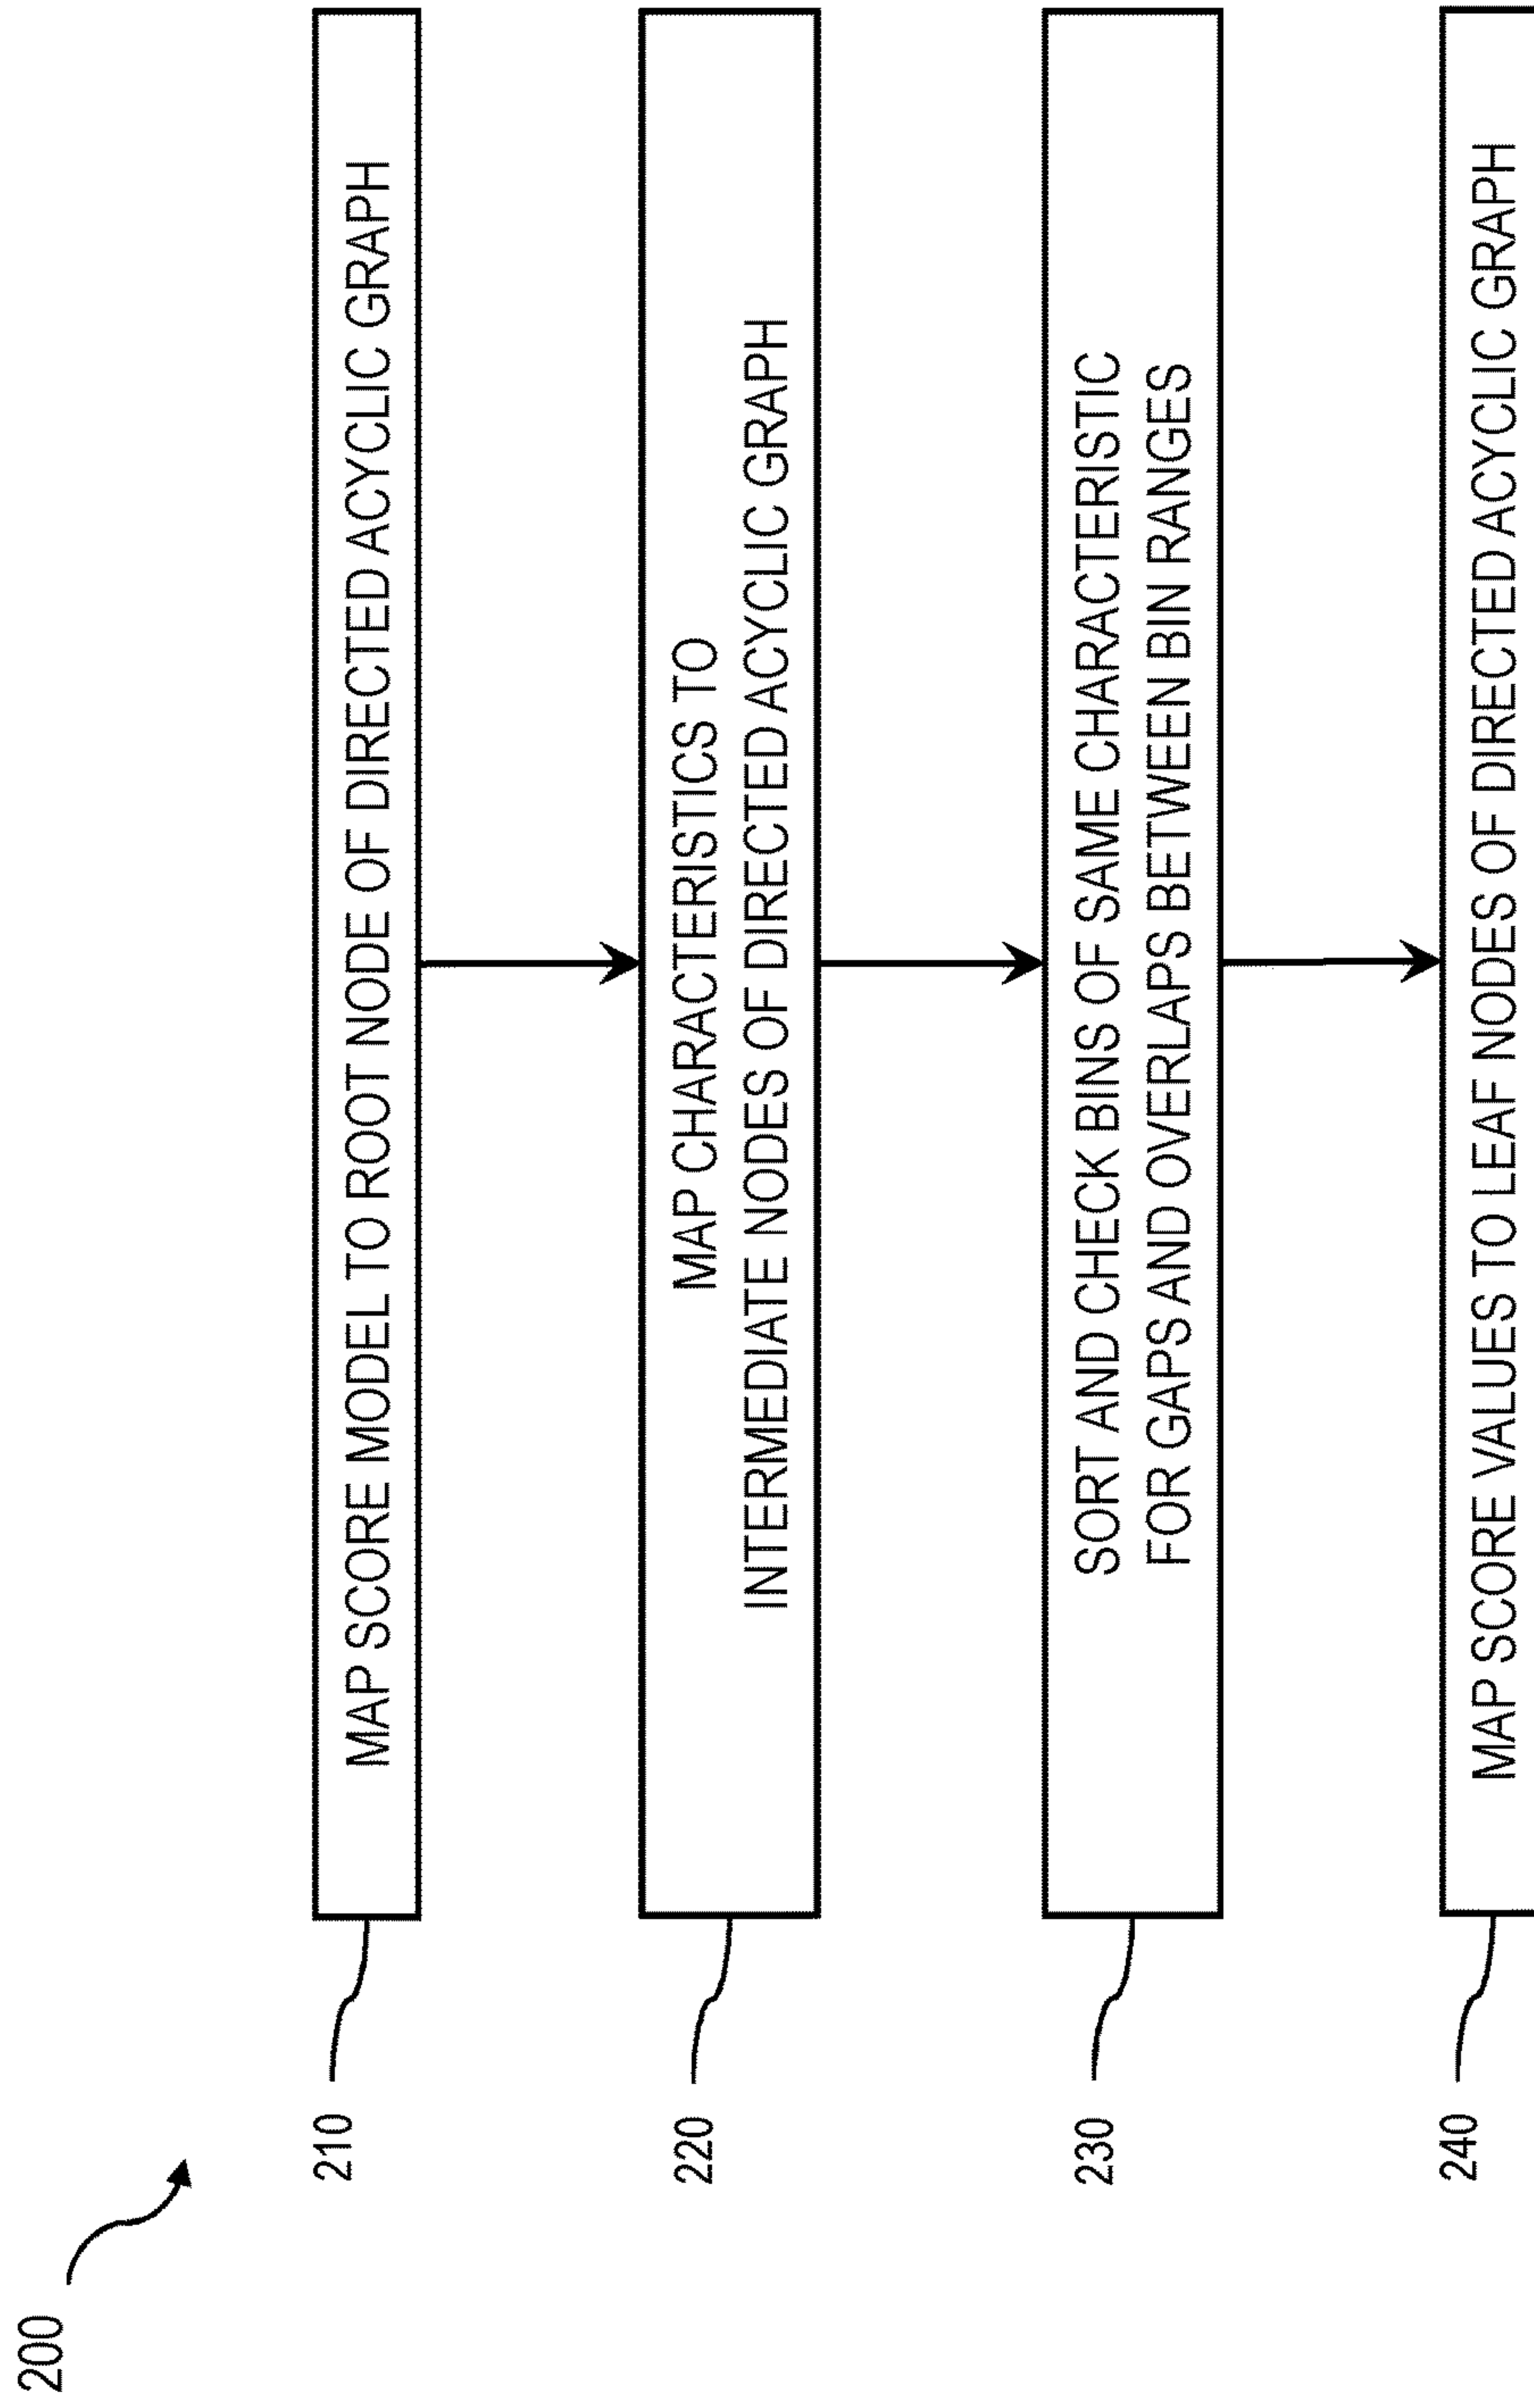 200
210
MAP SCORE MODEL TO ROOT NODE OF DIRECTED ACYCLIC GRAPH
220
MAP CHARACTERISTICS TO
INTERMEDIATE NODES OF DIRECTED ACYCLIC GRAPH
230
SORT AND CHECK BINS OF SAME CHARACTERISTIC
FOR GAPS AND OVERLAPS BETWEEN BIN RANGES
240
MAP SCORE VALUES TO LEAF NODES OF DIRECTED ACYCLIC GRAPH